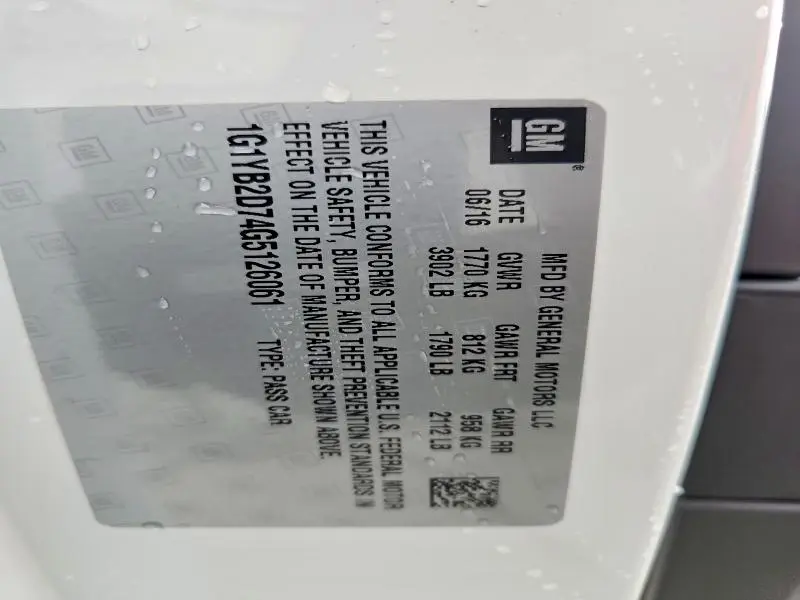 GM
MFD BY GENERAL MOTORS LLC
DATE GVWR GAWR FRT GAWR RR
06/16 1770 KG 812 KG 958 KG
3902 LB 1790 LB 2112 LB
THIS VEHICLE CONFORMS TO ALL APPLICABLE U.S. FEDERAL MOTOR
VEHICLE SAFETY, BUMPER, AND THEFT PREVENTION STANDARDS IN
EFFECT ON THE DATE OF MANUFACTURE SHOWN ABOVE.
1G1YB2D74G5126061 TYPE: PASS CAR